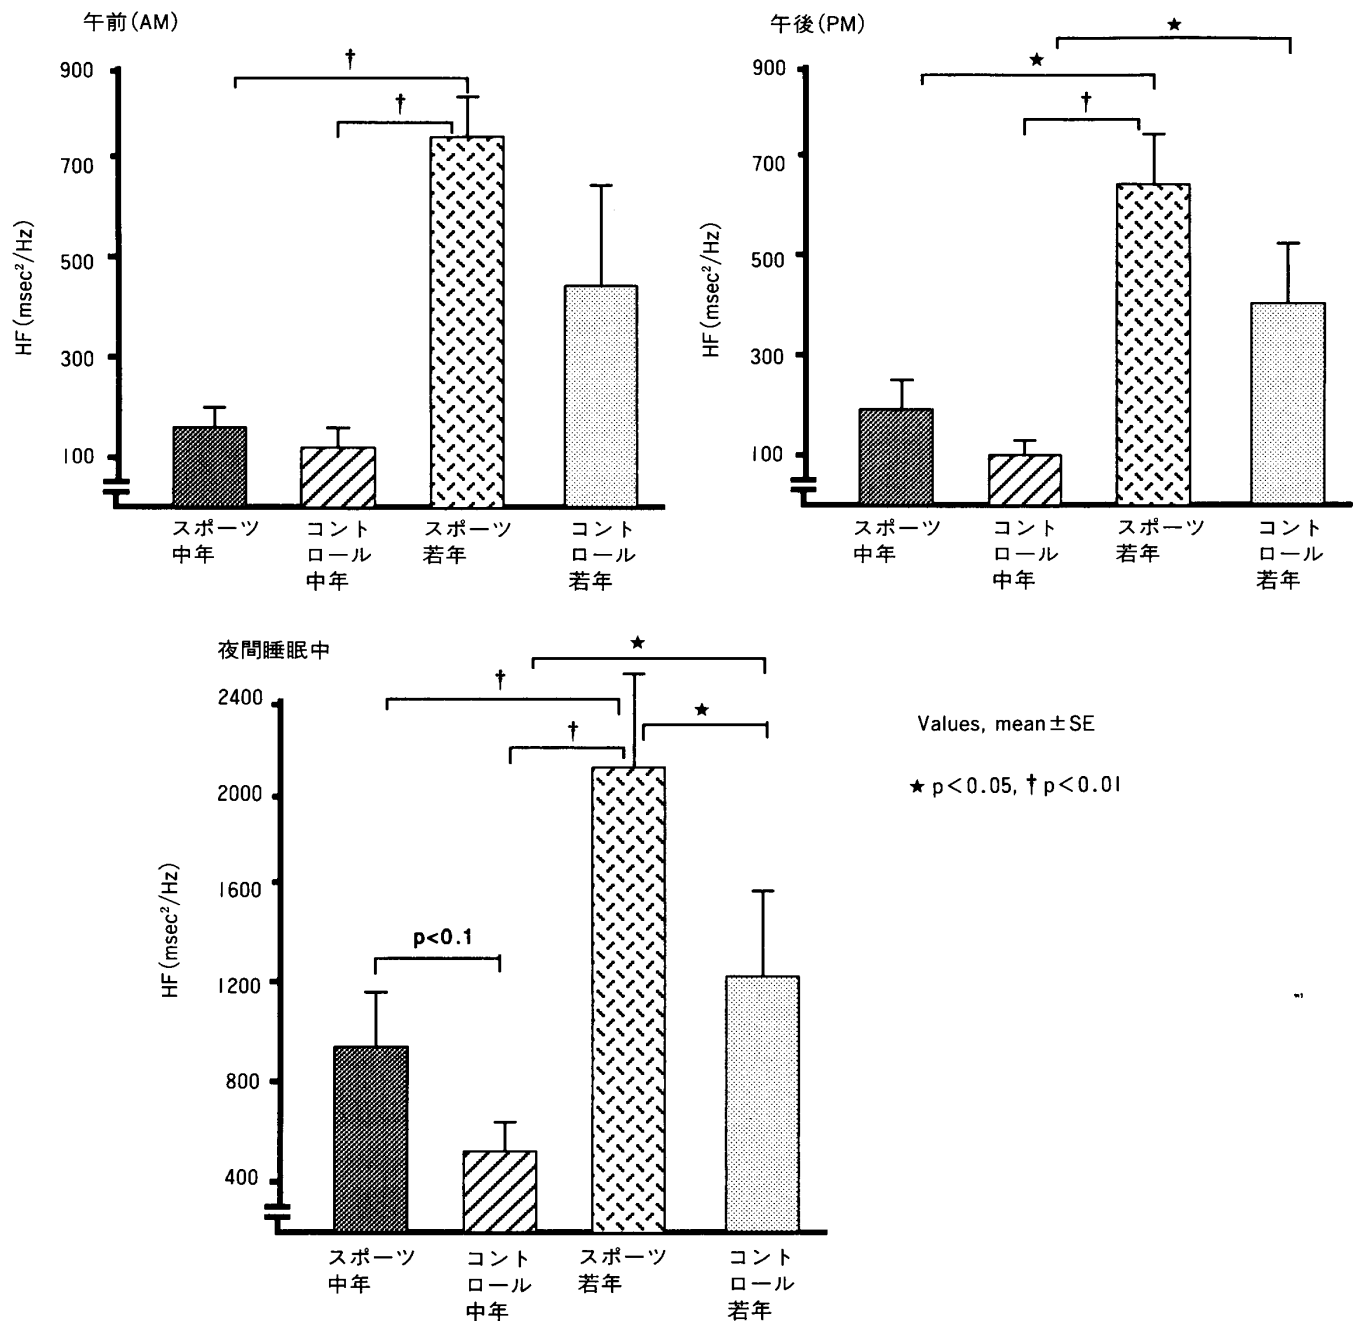 午前(AM)
†
†
900
700
500
300
100
HF(msec²/Hz)
スポーツ
中年
コント
ロール
中年
スポーツ
若年
コント
ロール
若年
午後(PM)
★
★
†
900
700
500
300
100
HF(msec²/Hz)
スポーツ
中年
コント
ロール
中年
スポーツ
若年
コント
ロール
若年
夜間睡眠中
★
†
†
★
p<0.1
2400
2000
1600
1200
800
400
HF(msec²/Hz)
スポーツ
中年
コント
ロール
中年
スポーツ
若年
コント
ロール
若年
Values, mean±SE
★ p<0.05, † p<0.01